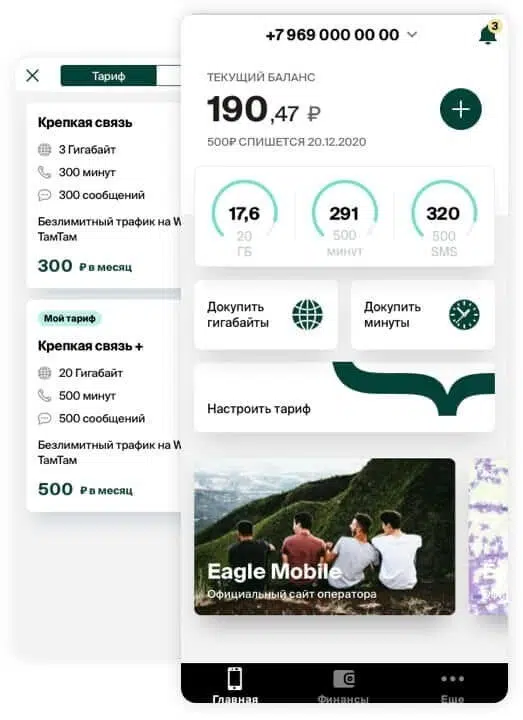 Тариф
Крепкая связь
3 Гигабайт
300 минут
300 сообщений
Безлимитный трафик на W
ТамТам
300 ₽ в месяц
Мой тариф
Крепкая связь +
20 Гигабайт
500 минут
500 сообщений
Безлимитный трафик на W
ТамТам
500 ₽ в месяц
+7 969 000 00 00
3
ТЕКУЩИЙ БАЛАНС
190,47 ₽
500₽ СПИШЕТСЯ 20.12.2020
17,6
20
ГБ
291
500
минут
320
500
SMS
Докупить
гигабайты
Докупить
минуты
Настроить тариф
Eagle Mobile
Официальный сайт оператора
Главная
Финансы
Еще